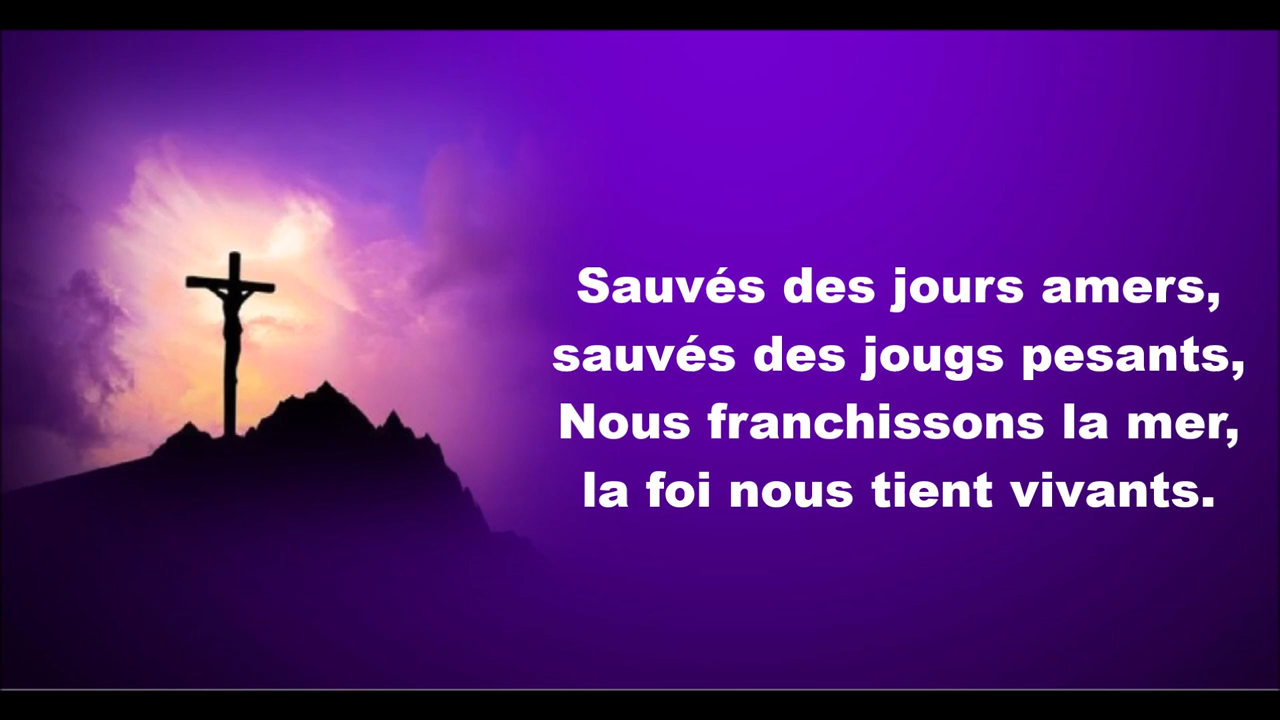 Sauvés des jours amers,
sauvés des jougs pesants,
Nous franchissons la mer,
la foi nous tient vivants.